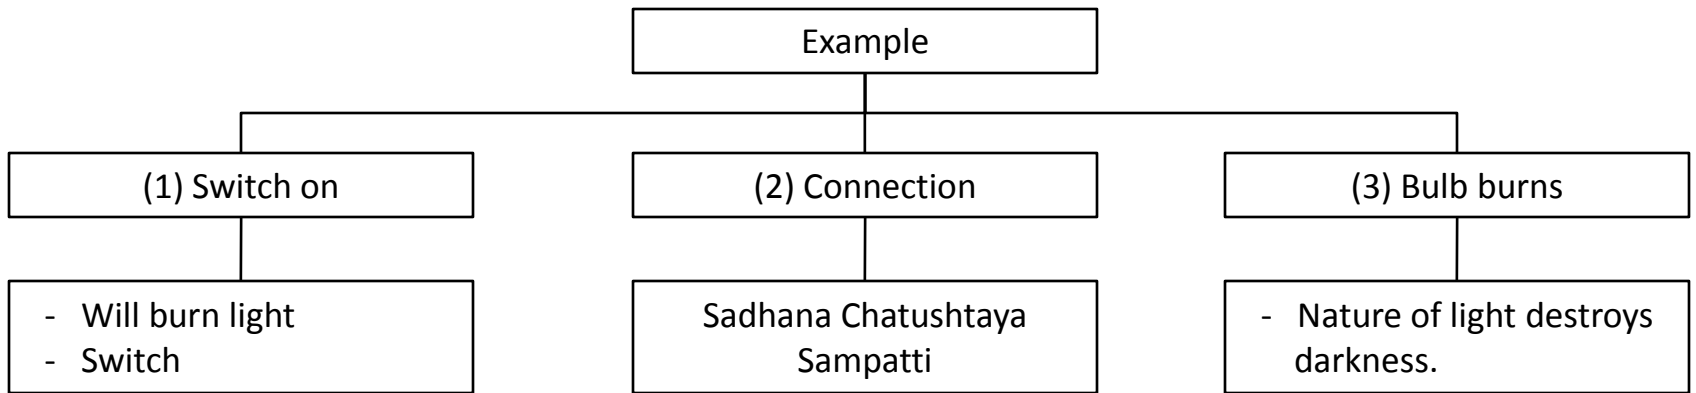 Example
(1) Switch on
(2) Connection
(3) Bulb burns
- Will burn light
- Switch
Sadhana Chatushtaya
Sampatti
- Nature of light destroys
darkness.